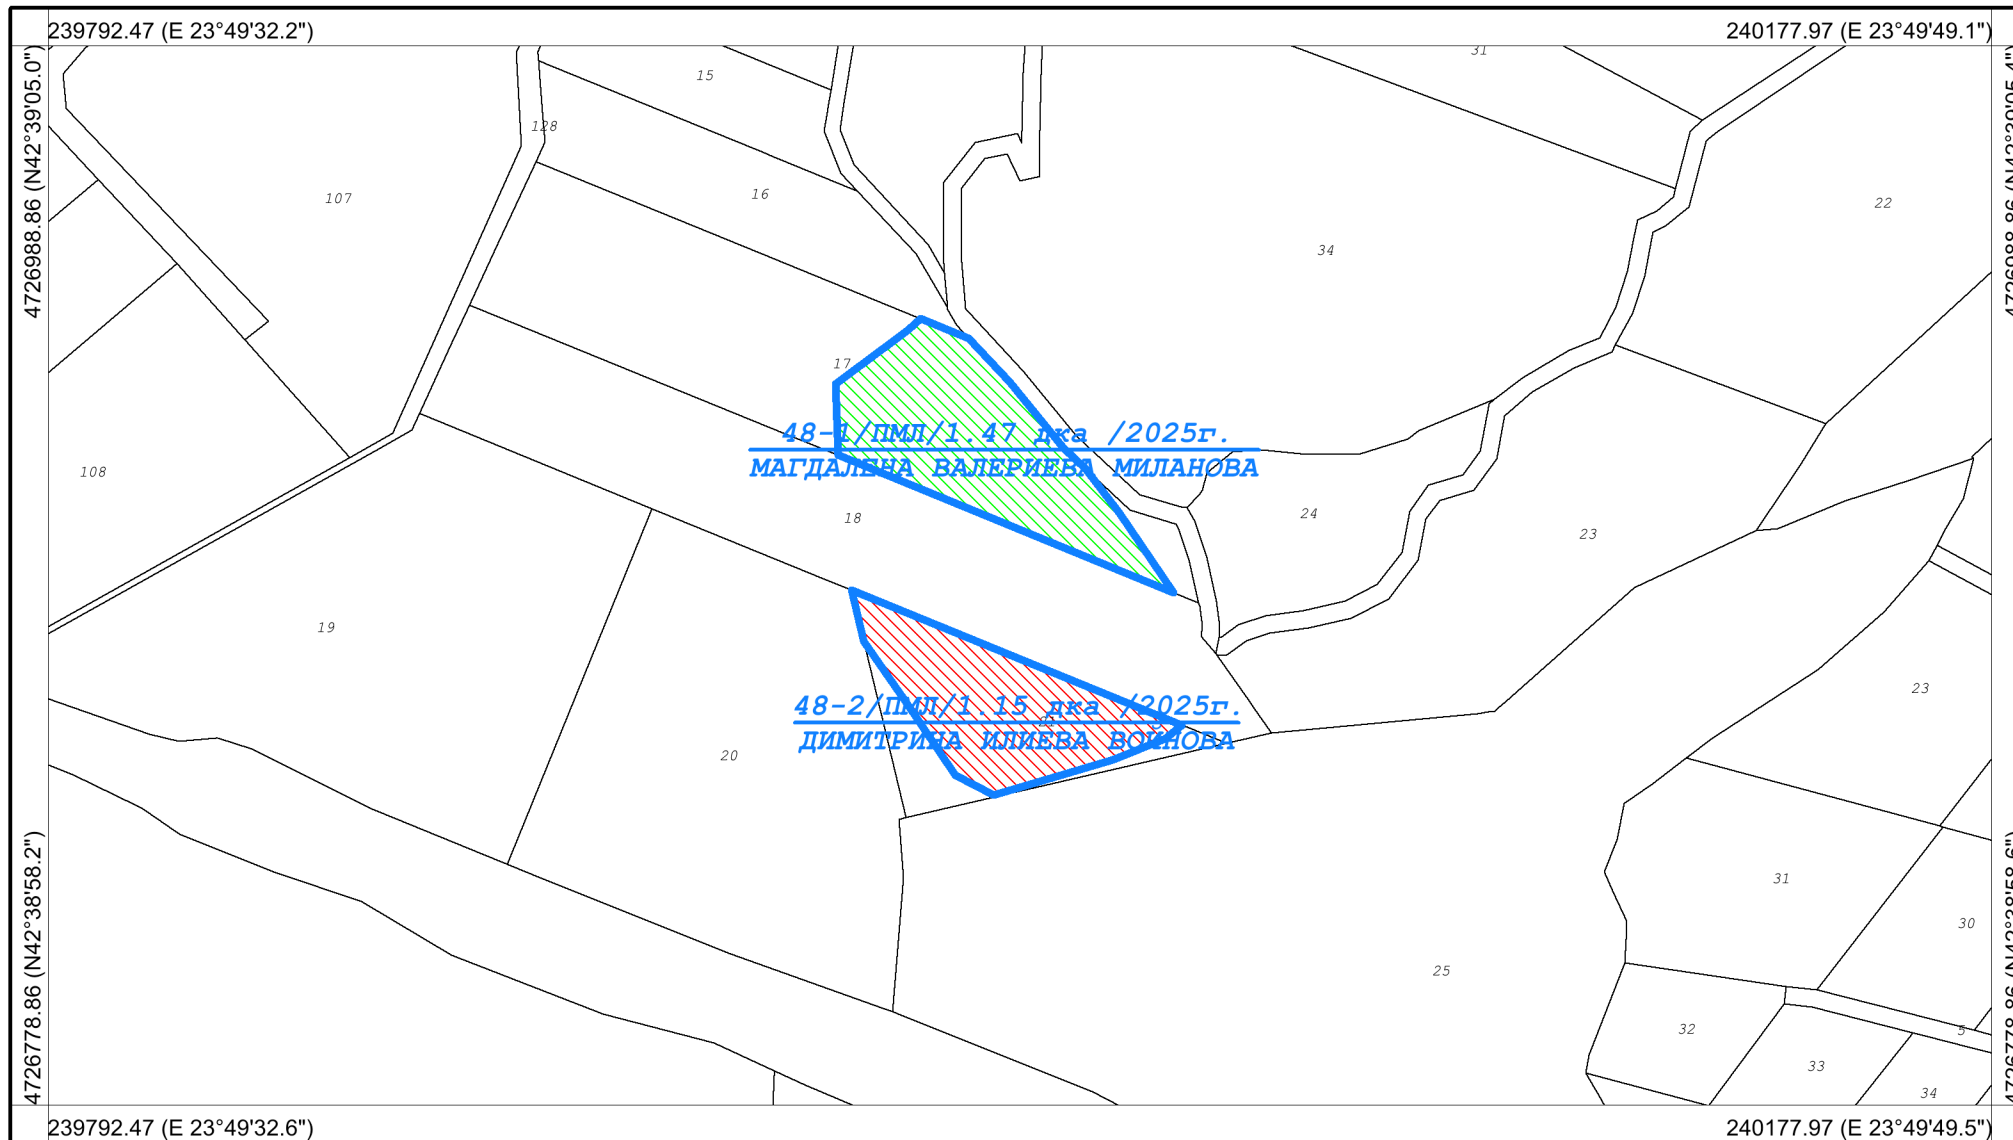 239792.47 (E 23°49'32.2")
240177.97 (E 23°49'49.1")
4726988.86 (N42°39'05.0")
31
15
128
107
16
22
34
17
48-1/ПМЛ/1.47 дка /2025г.
МАГДАЛЕНА ВАЛЕРИЕВА МИЛАНОВА
108
18
24
23
19
23
48-2/ПМЛ/1.15 дка /2025г.
ДИМИТРИНА ИЛИЕВА ВОЙНОВА
20
31
30
25
32
5
33
34
4726778.86 (N42°38'58.2")
239792.47 (E 23°49'32.6")
240177.97 (E 23°49'49.5")